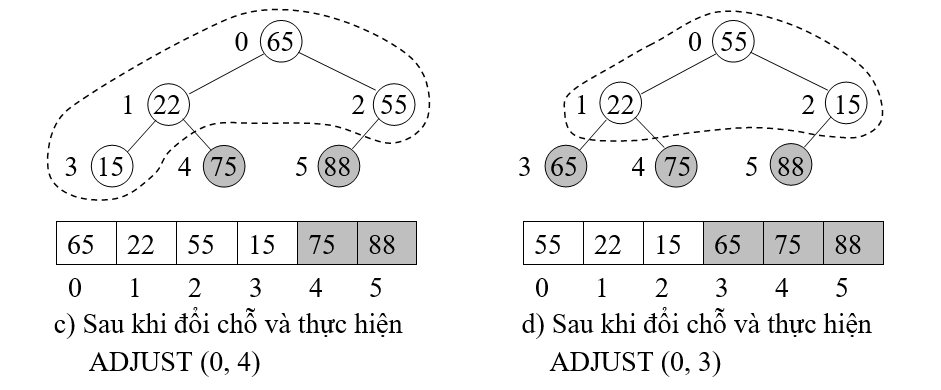 0 65
1 22 2 55
3 15 4 75 5 88
65 22 55 15 75 88
0 1 2 3 4 5
c) Sau khi đổi chỗ và thực hiện
ADJUST (0, 4)
0 55
1 22 2 15
3 65 4 75 5 88
55 22 15 65 75 88
0 1 2 3 4 5
d) Sau khi đổi chỗ và thực hiện
ADJUST (0, 3)